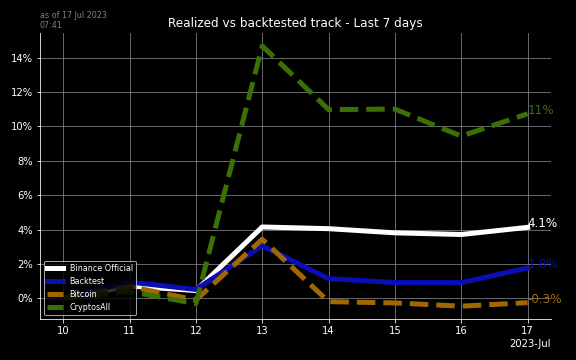 as of 17 Jul 2023
07:41
Realized vs backtested track - Last 7 days
14%
12%
10%
8%
6%
4%
2%
0%
11%
4.1%
1.8%
-0.3%
Binance Official
Backtest
Bitcoin
CryptosAll
10 11 12 13 14 15 16 17
2023-Jul